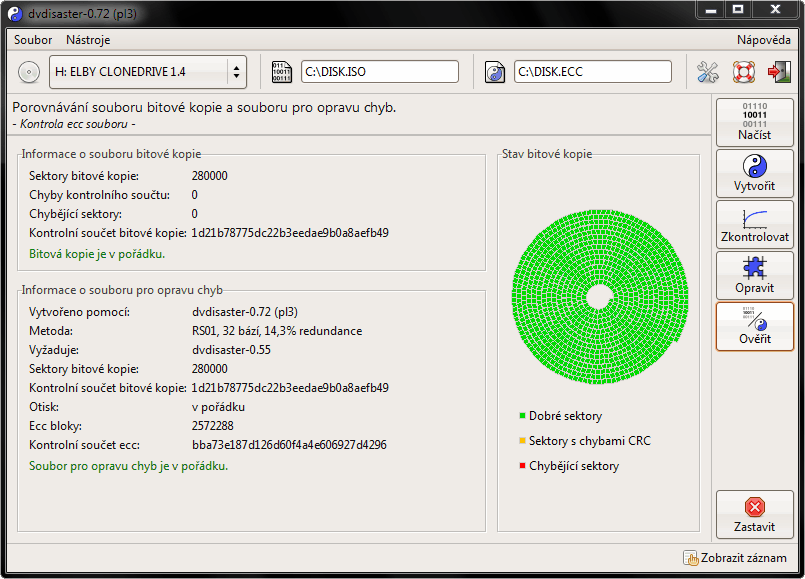 dvdisaster-0.72 (pl3)
Soubor Nástroje Nápověda
H: ELBY CLONEDRIVE 1.4
011
10011
00111
C:\DISK.ISO
C:\DISK.ECC
Porovnávání souboru bitové kopie a souboru pro opravu chyb.
- Kontrola ecc souboru -
Informace o souboru bitové kopie
Sektory bitové kopie: 280000
Chyby kontrolního součtu: 0
Chybějící sektory: 0
Kontrolní součet bitové kopie: 1d21b78775dc22b3eedae9b0a8aefb49
Bitová kopie je v pořádku.
Informace o souboru pro opravu chyb
Vytvořeno pomocí: dvdisaster-0.72 (pl3)
Metoda: RS01, 32 bází, 14,3% redundance
Vyžaduje: dvdisaster-0.55
Sektory bitové kopie: 280000
Kontrolní součet bitové kopie: 1d21b78775dc22b3eedae9b0a8aefb49
Otisk: v pořádku
Ecc bloky: 2572288
Kontrolní součet ecc: bba73e187d126d60f4a4e606927d4296
Soubor pro opravu chyb je v pořádku.
Stav bitové kopie
Dobré sektory
Sektory s chybami CRC
Chybějící sektory
01110
10011
00111
Načíst
Vytvořit
Zkontrolovat
Opravit
Ověřit
Zastavit
Zobrazit záznam